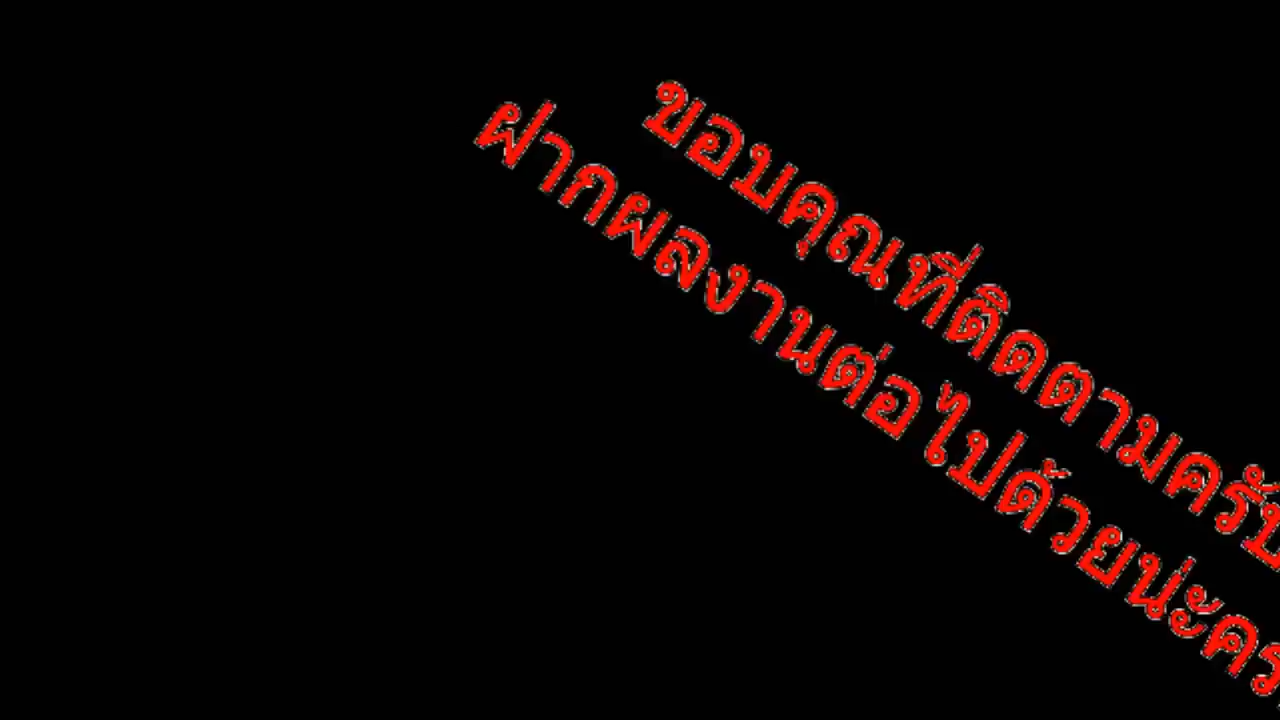 ขอบคุณที่ติดตามครับ
ฝากผลงานต่อไปด้วยน่ะคร